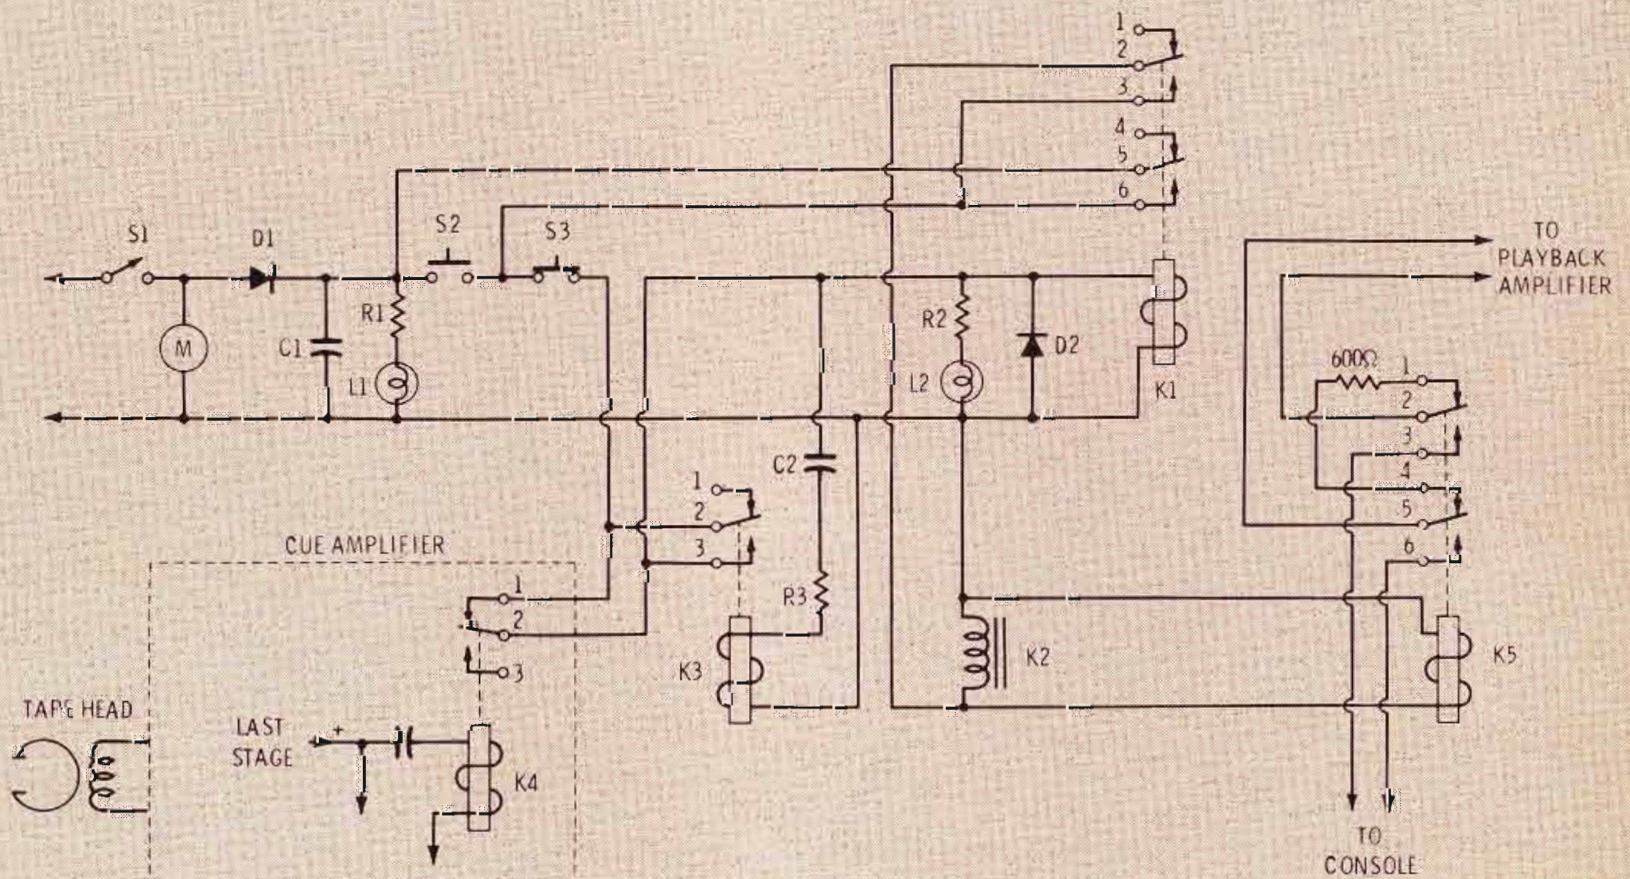 1
2
3
4
5
6
S1
D1
S2
S3
TO
PLAYBACK
AMPLIFIER
M
C1
R1
L1
R2
L2
D2
K1
600Ω
1
2
3
4
5
6
C2
1
2
3
R3
K3
K2
K5
CUE AMPLIFIER
1
2
3
TAPE HEAD
LAST
STAGE
+
K4
TO
CONSOLE